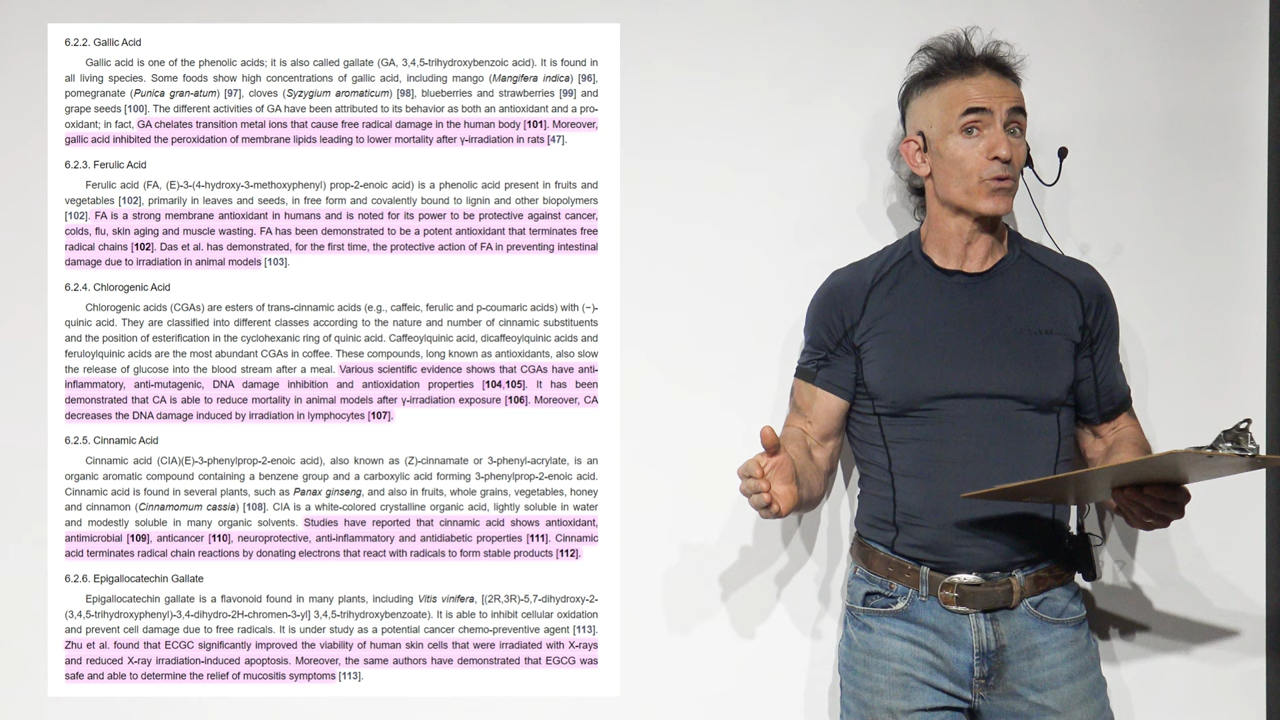 6.2.2. Gallic Acid
Gallic acid is one of the phenolic acids; it is also called gallate (GA, 3,4,5-trihydroxybenzoic acid). It is found in
all living species. Some foods show high concentrations of gallic acid, including mango (Mangifera indica) [96],
pomegranate (Punica gran-atum) [97], cloves (Syzygium aromaticum) [98], blueberries and strawberries [99] and
grape seeds [100]. The different activities of GA have been attributed to its behavior as both an antioxidant and a pro-
oxidant; in fact, GA chelates transition metal ions that cause free radical damage in the human body [101]. Moreover,
gallic acid inhibited the peroxidation of membrane lipids leading to lower mortality after γ-irradiation in rats [47].
6.2.3. Ferulic Acid
Ferulic acid (FA, (E)-3-(4-hydroxy-3-methoxyphenyl) prop-2-enoic acid) is a phenolic acid present in fruits and
vegetables [102], primarily in leaves and seeds, in free form and covalently bound to lignin and other biopolymers
[102]. FA is a strong membrane antioxidant in humans and is noted for its power to be protective against cancer,
colds, flu, skin aging and muscle wasting. FA has been demonstrated to be a potent antioxidant that terminates free
radical chains [102]. Das et al. has demonstrated, for the first time, the protective action of FA in preventing intestinal
damage due to irradiation in animal models [103].
6.2.4. Chlorogenic Acid
Chlorogenic acids (CGAs) are esters of trans-cinnamic acids (e.g., caffeic, ferulic and p-coumaric acids) with (−)-
quinic acid. They are classified into different classes according to the nature and number of cinnamic substituents
and the position of esterification in the cyclohexanic ring of quinic acid. Caffeoylquinic acid, dicaffeoylquinic acids and
feruloylquinic acids are the most abundant CGAs in coffee. These compounds, long known as antioxidants, also slow
the release of glucose into the blood stream after a meal. Various scientific evidence shows that CGAs have anti-
inflammatory, anti-mutagenic, DNA damage inhibition and antioxidation properties [104,105]. It has been
demonstrated that CA is able to reduce mortality in animal models after γ-irradiation exposure [106]. Moreover, CA
decreases the DNA damage induced by irradiation in lymphocytes [107].
6.2.5. Cinnamic Acid
Cinnamic acid (CIA)(E)-3-phenylprop-2-enoic acid), also known as (Z)-cinnamate or 3-phenyl-acrylate, is an
organic aromatic compound containing a benzene group and a carboxylic acid forming 3-phenylprop-2-enoic acid.
Cinnamic acid is found in several plants, such as Panax ginseng, and also in fruits, whole grains, vegetables, honey
and cinnamon (Cinnamomum cassia) [108]. CIA is a white-colored crystalline organic acid, lightly soluble in water
and modestly soluble in many organic solvents. Studies have reported that cinnamic acid shows antioxidant,
antimicrobial [109], anticancer [110], neuroprotective, anti-inflammatory and antidiabetic properties [111]. Cinnamic
acid terminates radical chain reactions by donating electrons that react with radicals to form stable products [112].
6.2.6. Epigallocatechin Gallate
Epigallocatechin gallate is a flavonoid found in many plants, including Vitis vinifera, [(2R,3R)-5,7-dihydroxy-2-
(3,4,5-trihydroxyphenyl)-3,4-dihydro-2H-chromen-3-yl] 3,4,5-trihydroxybenzoate). It is able to inhibit cellular oxidation
and prevent cell damage due to free radicals. It is under study as a potential cancer chemo-preventive agent [113].
Zhu et al. found that ECGC significantly improved the viability of human skin cells that were irradiated with X-rays
and reduced X-ray irradiation-induced apoptosis. Moreover, the same authors have demonstrated that EGCG was
safe and able to determine the relief of mucositis symptoms [113].